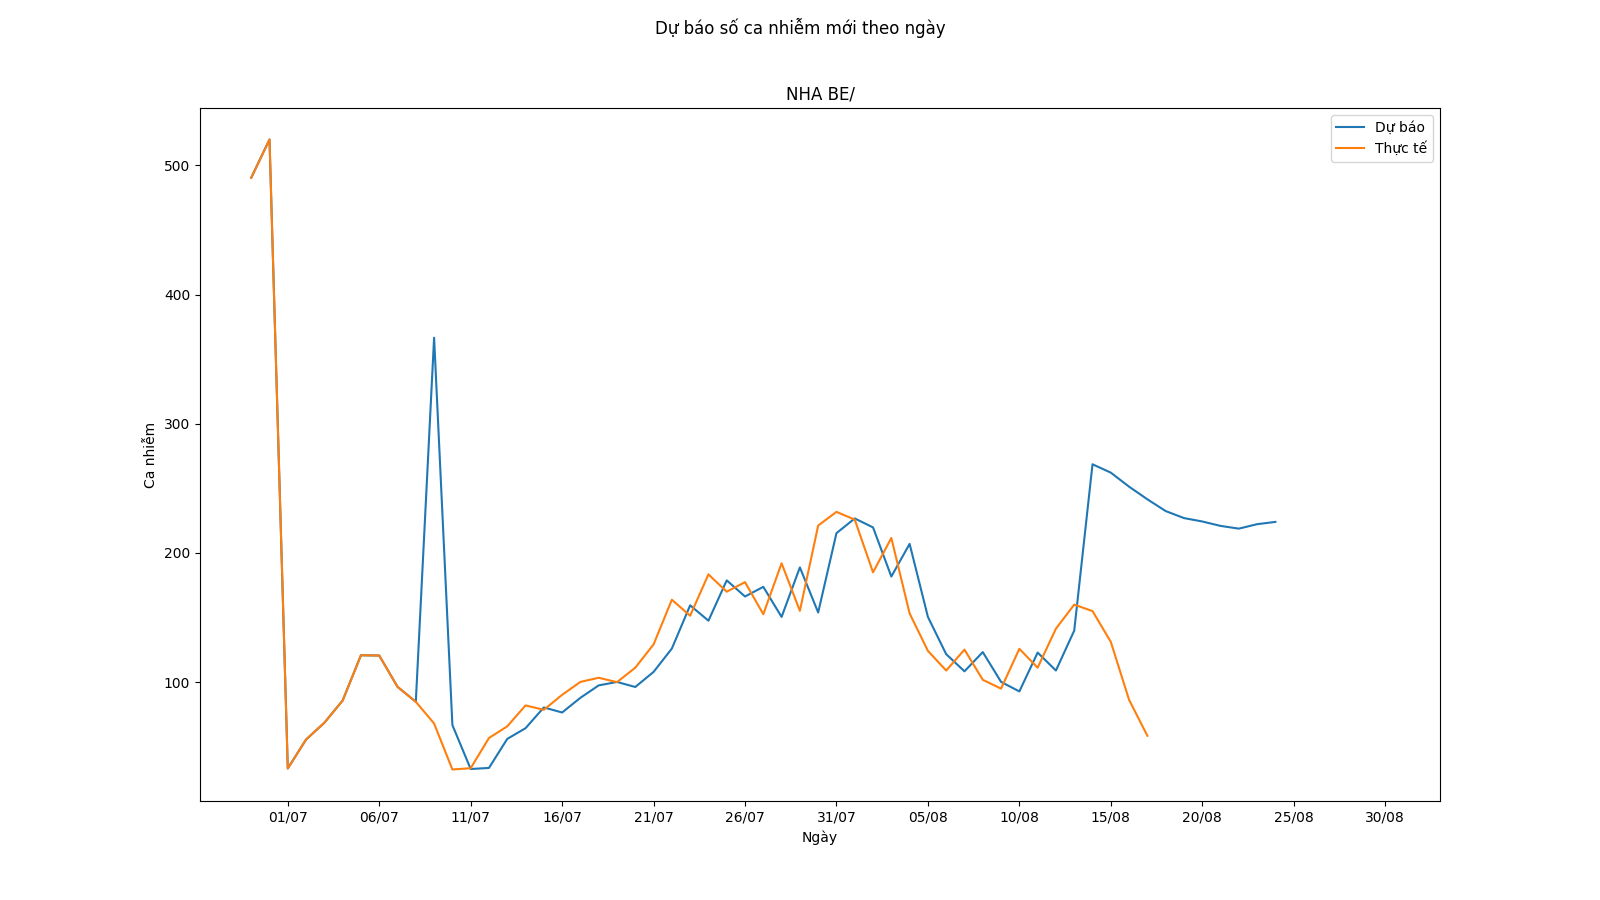 Dự báo số ca nhiễm mới theo ngày
NHA BE/
Dự báo
Thực tế
500
400
300
200
100
Ca nhiễm
01/07 06/07 11/07 16/07 21/07 26/07 31/07 05/08 10/08 15/08 20/08 25/08 30/08
Ngày